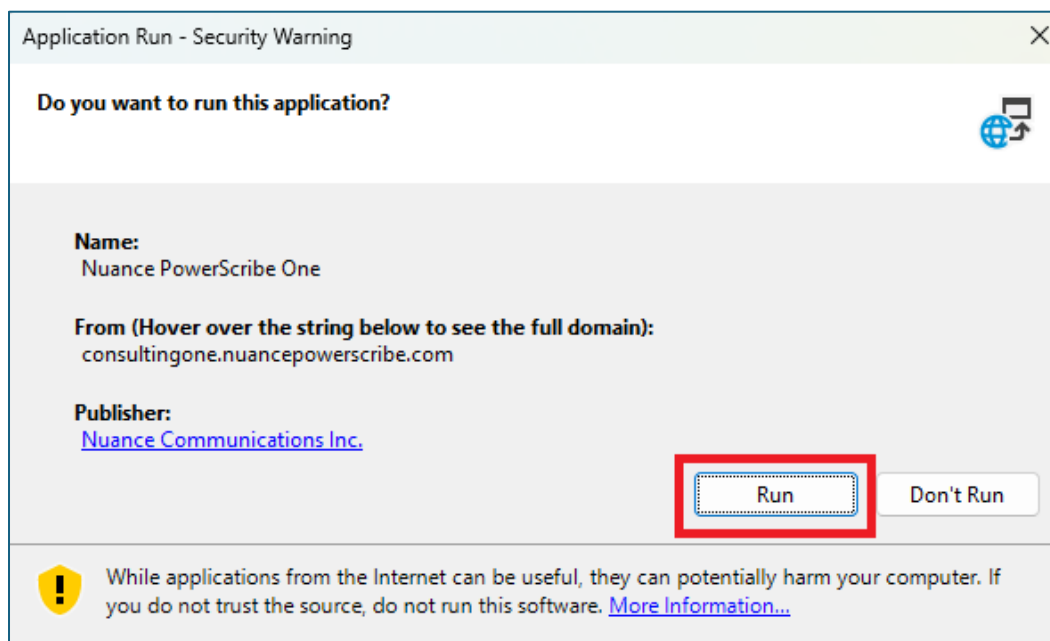 Application Run - Security Warning
Do you want to run this application?
Name:
Nuance PowerScribe One
From (Hover over the string below to see the full domain):
consultingone.nuancepowerscribe.com
Publisher:
Nuance Communications Inc.
Run
Don't Run
While applications from the Internet can be useful, they can potentially harm your computer. If
you do not trust the source, do not run this software. More Information...